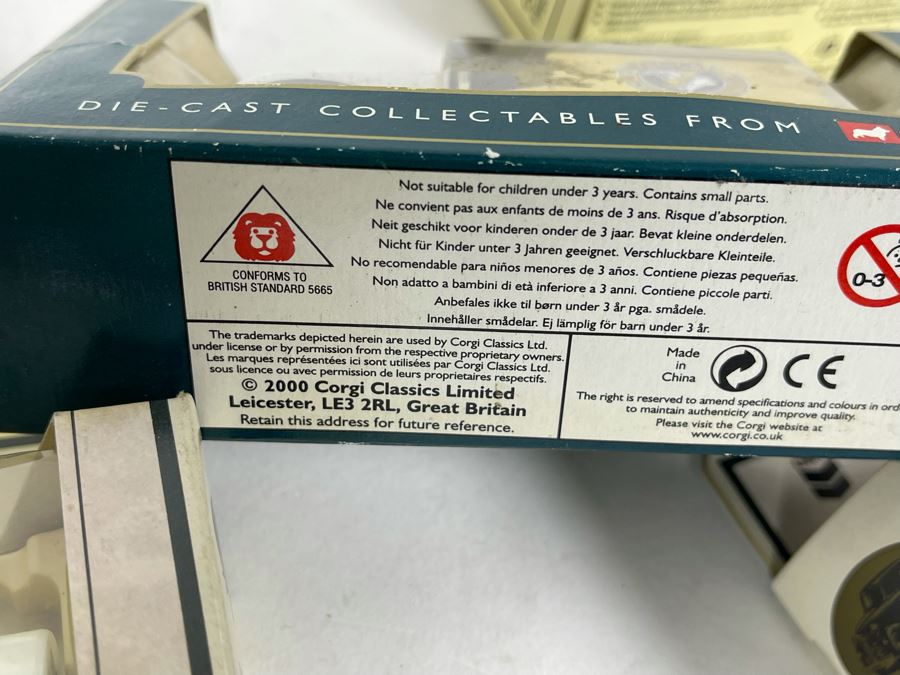 DIE-CAST COLLECTABLES FROM
Not suitable for children under 3 years. Contains small parts.
Ne convient pas aux enfants de moins de 3 ans. Risque d'absorption.
Neit geschikt voor kinderen onder de 3 jaar. Bevat kleine onderdelen.
Nicht für Kinder unter 3 Jahren geeignet. Verschluckbare Kleinteile.
No recomendable para niños menores de 3 años. Contiene piezas pequeñas.
Non adatto a bambini di età inferiore a 3 anni. Contiene piccole parti.
Anbefales ikke til børn under 3 år pga. smådele.
Innehåller smådelar. Ej lämplig för barn under 3 år.
CONFORMS TO
BRITISH STANDARD 5665
0-3
The trademarks depicted herein are used by Corgi Classics Ltd.
under license or by permission from the respective proprietary owners.
Les marques représentées ici sont utilisées par Corgi Classics Ltd.
sous licence ou avec permission de leurs propriétaires respectifs.
© 2000 Corgi Classics Limited
Leicester, LE3 2RL, Great Britain
Retain this address for future reference.
Made
in
China
CE
The right is reserved to amend specifications and colours in ord
to maintain authenticity and improve quality.
Please visit the Corgi website at
www.corgi.co.uk